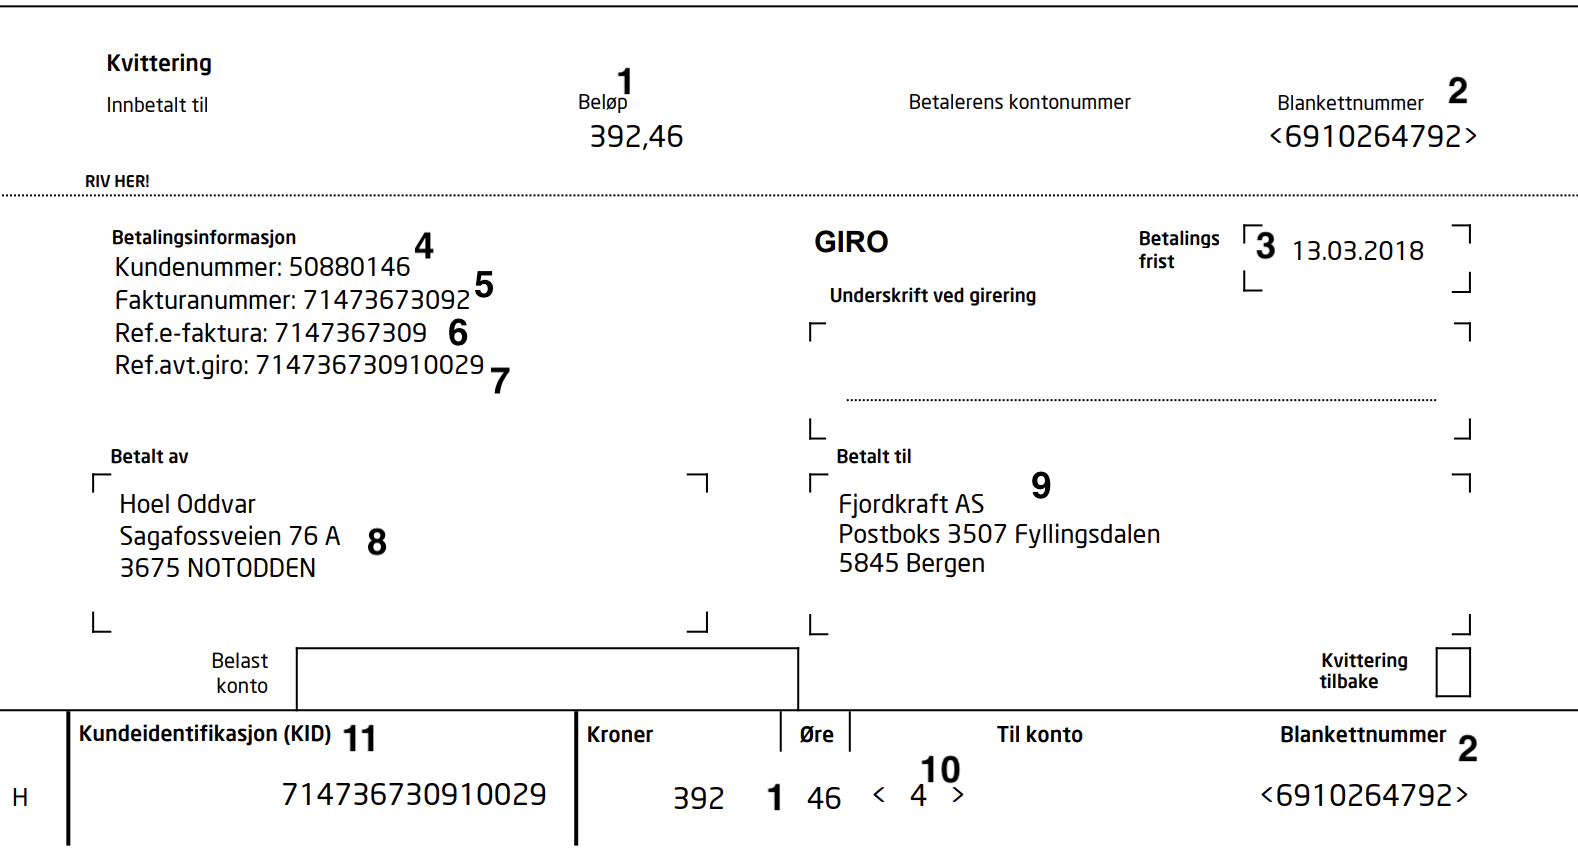 Kvittering
Innbetalt til
Beløp 1
392,46
Betalerens kontonummer
Blankettnummer 2
<6910264792>
RIV HER!
Betalingsinformasjon
Kundenummer: 50880146 4
Fakturanummer: 71473673092 5
Ref.e-faktura: 7147367309 6
Ref.avt.giro: 714736730910029 7
GIRO
Betalings
frist
3 13.03.2018
Underskrift ved girering
Betalt av
Hoel Oddvar
Sagafossveien 76 A 8
3675 NOTODDEN
Betalt til
9
Fjordkraft AS
Postboks 3507 Fyllingsdalen
5845 Bergen
Belast
konto
Kvittering
tilbake
Kundeidentifikasjon (KID) 11
Kroner
Øre
Til konto
Blankettnummer 2
H
714736730910029
392 1 46
10
< 4 >
<6910264792>